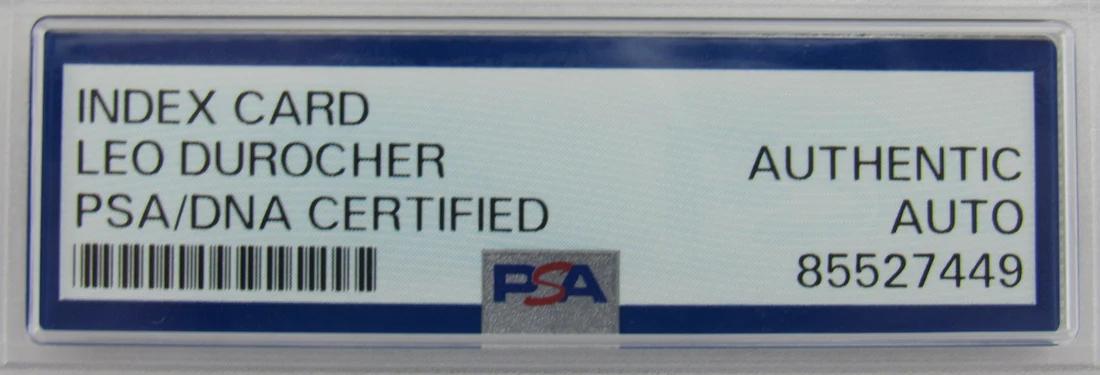 INDEX CARD
LEO DUROCHER
PSA/DNA CERTIFIED
AUTHENTIC
AUTO
85527449
PSA